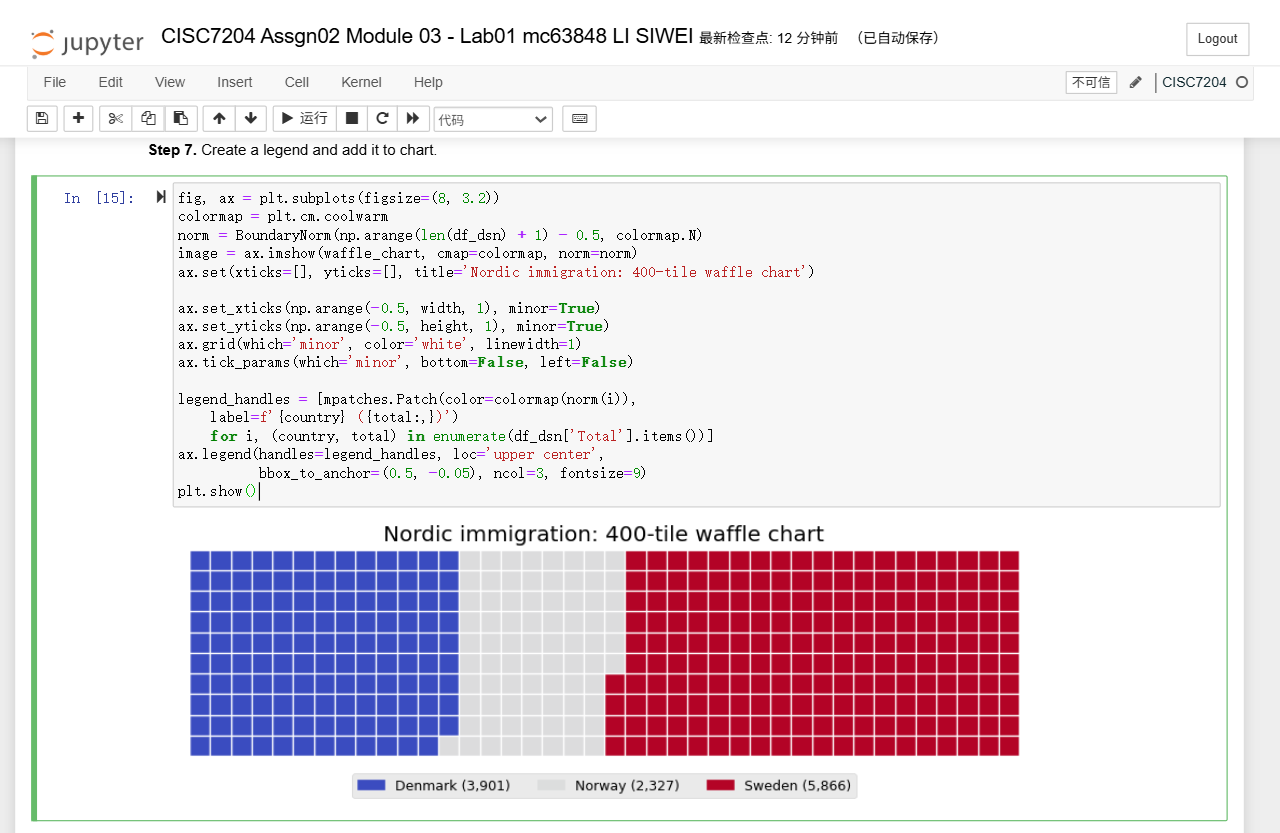 jupyter CISC7204 Assgn02 Module 03 - Lab01 mc63848 LI SIWEI 最新检查点: 12 分钟前 （已自动保存） Logout
File Edit View Insert Cell Kernel Help 不可信 CISC7204
运行 代码
Step 7. Create a legend and add it to chart.
In [15]:
fig, ax = plt.subplots(figsize=(8, 3.2))
colormap = plt.cm.coolwarm
norm = BoundaryNorm(np.arange(len(df_dsn) + 1) - 0.5, colormap.N)
image = ax.imshow(waffle_chart, cmap=colormap, norm=norm)
ax.set(xticks=[], yticks=[], title='Nordic immigration: 400-tile waffle chart')
ax.set_xticks(np.arange(-0.5, width, 1), minor=True)
ax.set_yticks(np.arange(-0.5, height, 1), minor=True)
ax.grid(which='minor', color='white', linewidth=1)
ax.tick_params(which='minor', bottom=False, left=False)
legend_handles = [mpatches.Patch(color=colormap(norm(i)),
label=f'{country} ({total:,})')
for i, (country, total) in enumerate(df_dsn['Total'].items())]
ax.legend(handles=legend_handles, loc='upper center',
bbox_to_anchor=(0.5, -0.05), ncol=3, fontsize=9)
plt.show()
Nordic immigration: 400-tile waffle chart
Denmark (3,901) Norway (2,327) Sweden (5,866)